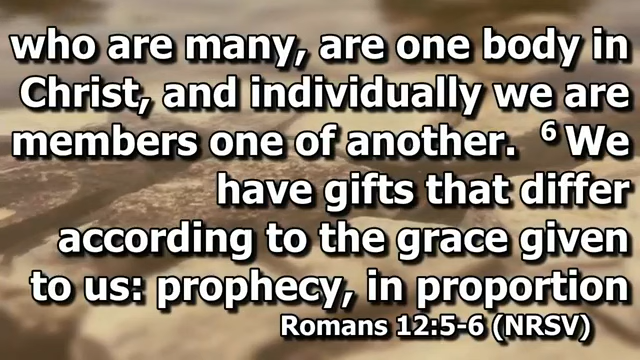 who are many, are one body in
Christ, and individually we are
members one of another. 6 We
have gifts that differ
according to the grace given
to us: prophecy, in proportion
Romans 12:5-6 (NRSV)